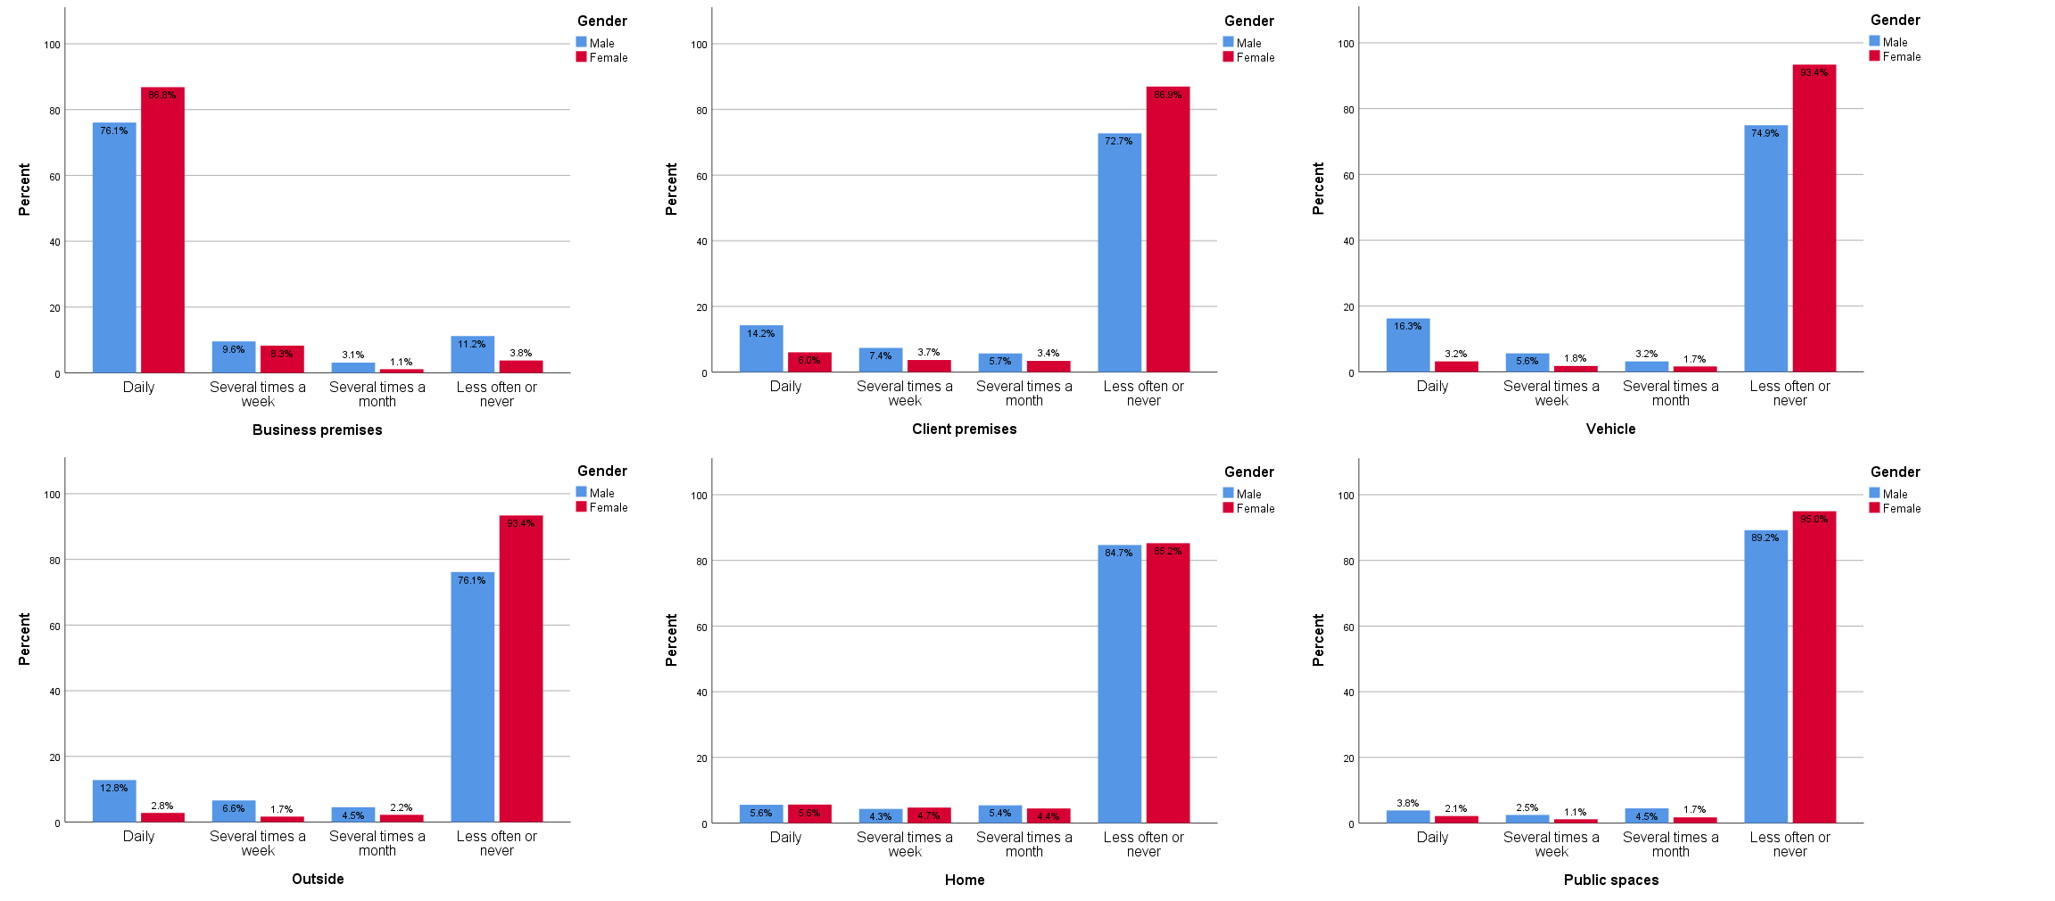 Gender
Male
Female
Percent
100
80
60
40
20
0
76.1%
86.8%
9.6%
8.3%
3.1%
1.1%
11.2%
3.8%
Daily
Several times a
week
Several times a
month
Less often or
never
Business premises
Gender
Male
Female
Percent
100
80
60
40
20
0
14.2%
6.0%
7.4%
3.7%
5.7%
3.4%
72.7%
86.9%
Daily
Several times a
week
Several times a
month
Less often or
never
Client premises
Gender
Male
Female
Percent
100
80
60
40
20
0
16.3%
3.2%
5.6%
1.8%
3.2%
1.7%
74.9%
93.4%
Daily
Several times a
week
Several times a
month
Less often or
never
Vehicle
Gender
Male
Female
Percent
100
80
60
40
20
0
12.8%
2.8%
6.6%
1.7%
4.5%
2.2%
76.1%
93.4%
Daily
Several times a
week
Several times a
month
Less often or
never
Outside
Gender
Male
Female
Percent
100
80
60
40
20
0
5.6%
5.6%
4.3%
4.7%
5.4%
4.4%
84.7%
85.2%
Daily
Several times a
week
Several times a
month
Less often or
never
Home
Gender
Male
Female
Percent
100
80
60
40
20
0
3.8%
2.1%
2.5%
1.1%
4.5%
1.7%
89.2%
95.0%
Daily
Several times a
week
Several times a
month
Less often or
never
Public spaces